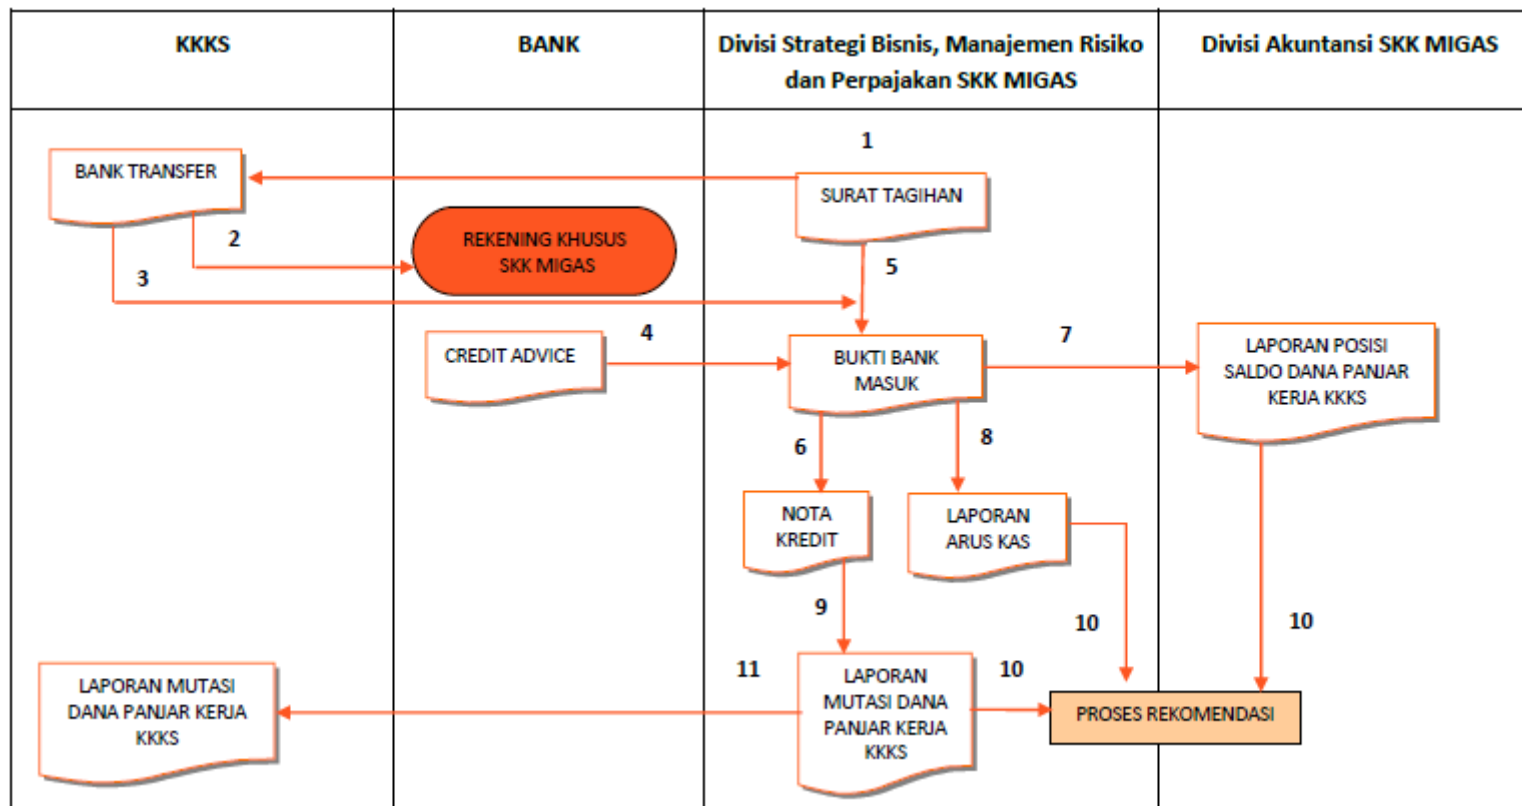 KKKS
BANK
Divisi Strategi Bisnis, Manajemen Risiko
dan Perpajakan SKK MIGAS
Divisi Akuntansi SKK MIGAS
1
BANK TRANSFER
SURAT TAGIHAN
2
REKENING KHUSUS
SKK MIGAS
3
5
CREDIT ADVICE
4
BUKTI BANK
MASUK
7
LAPORAN POSISI
SALDO DANA PANJAR
KERJA KKKS
6
8
NOTA
KREDIT
LAPORAN
ARUS KAS
9
10
10
LAPORAN MUTASI
DANA PANJAR KERJA
KKKS
11
LAPORAN
MUTASI DANA
PANJAR KERJA
KKKS
10
PROSES REKOMENDASI